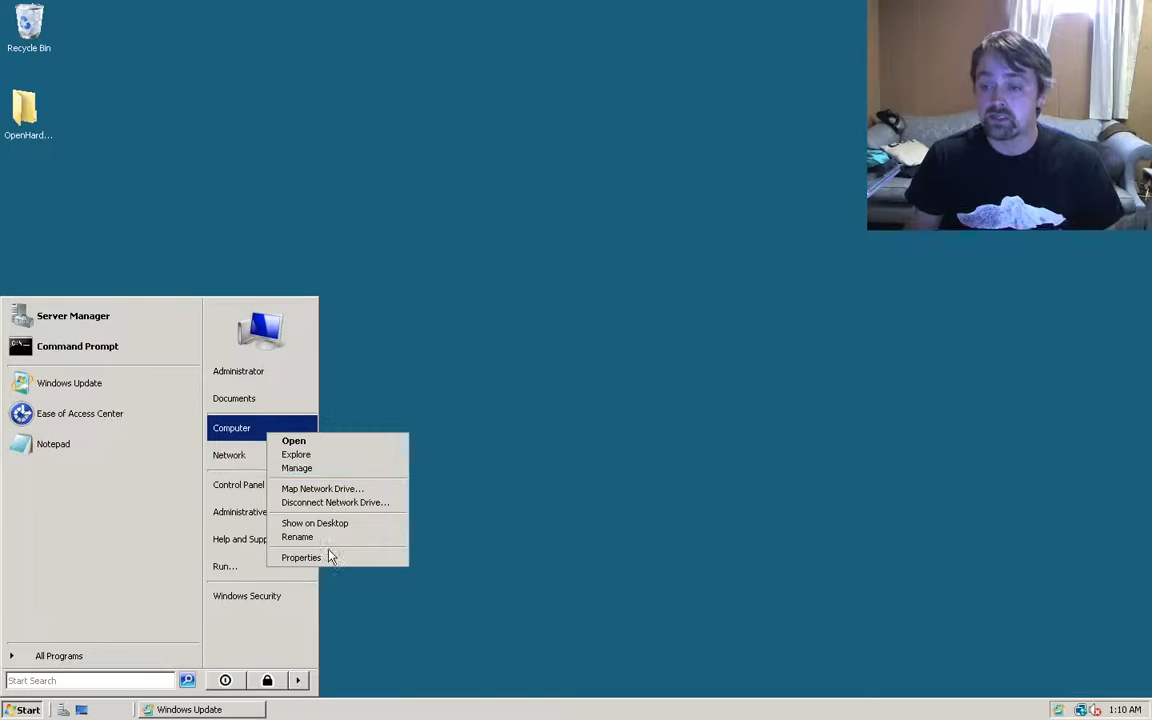 Recycle Bin
OpenHard...
Server Manager
Command Prompt
Windows Update
Ease of Access Center
Notepad
All Programs
Start Search
Administrator
Documents
Computer
Network
Control Panel
Administrative
Help and Supp
Run...
Windows Security
Open
Explore
Manage
Map Network Drive...
Disconnect Network Drive...
Show on Desktop
Rename
Properties
Start
Windows Update
1:10 AM